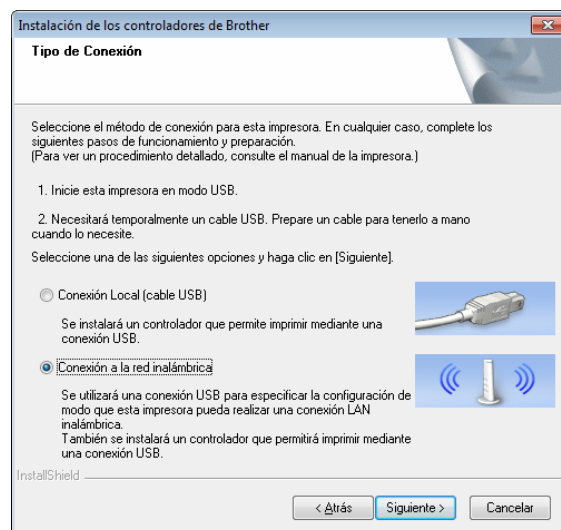 Instalación de los controladores de Brother
Tipo de Conexión
Seleccione el método de conexión para esta impresora. En cualquier caso, complete los
siguientes pasos de funcionamiento y preparación.
(Para ver un procedimiento detallado, consulte el manual de la impresora.)
1. Inicie esta impresora en modo USB.
2. Necesitará temporalmente un cable USB. Prepare un cable para tenerlo a mano
cuando lo necesite.
Seleccione una de las siguientes opciones y haga clic en [Siguiente].
Conexión Local (cable USB)
Se instalará un controlador que permite imprimir mediante una
conexión USB.
Conexión a la red inalámbrica
Se utilizará una conexión USB para especificar la configuración de
modo que esta impresora pueda realizar una conexión LAN
inalámbrica.
También se instalará un controlador que permitirá imprimir mediante
una conexión USB.
InstallShield
< Atrás Siguiente > Cancelar